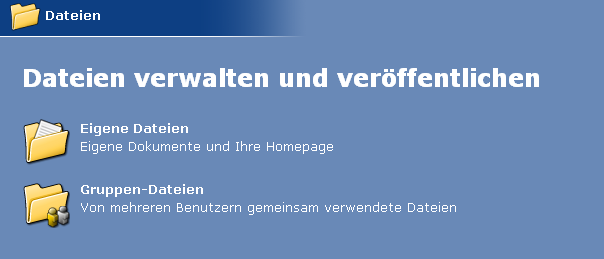 Dateien
Dateien verwalten und veröffentlichen
Eigene Dateien
Eigene Dokumente und Ihre Homepage
Gruppen-Dateien
Von mehreren Benutzern gemeinsam verwendete Dateien